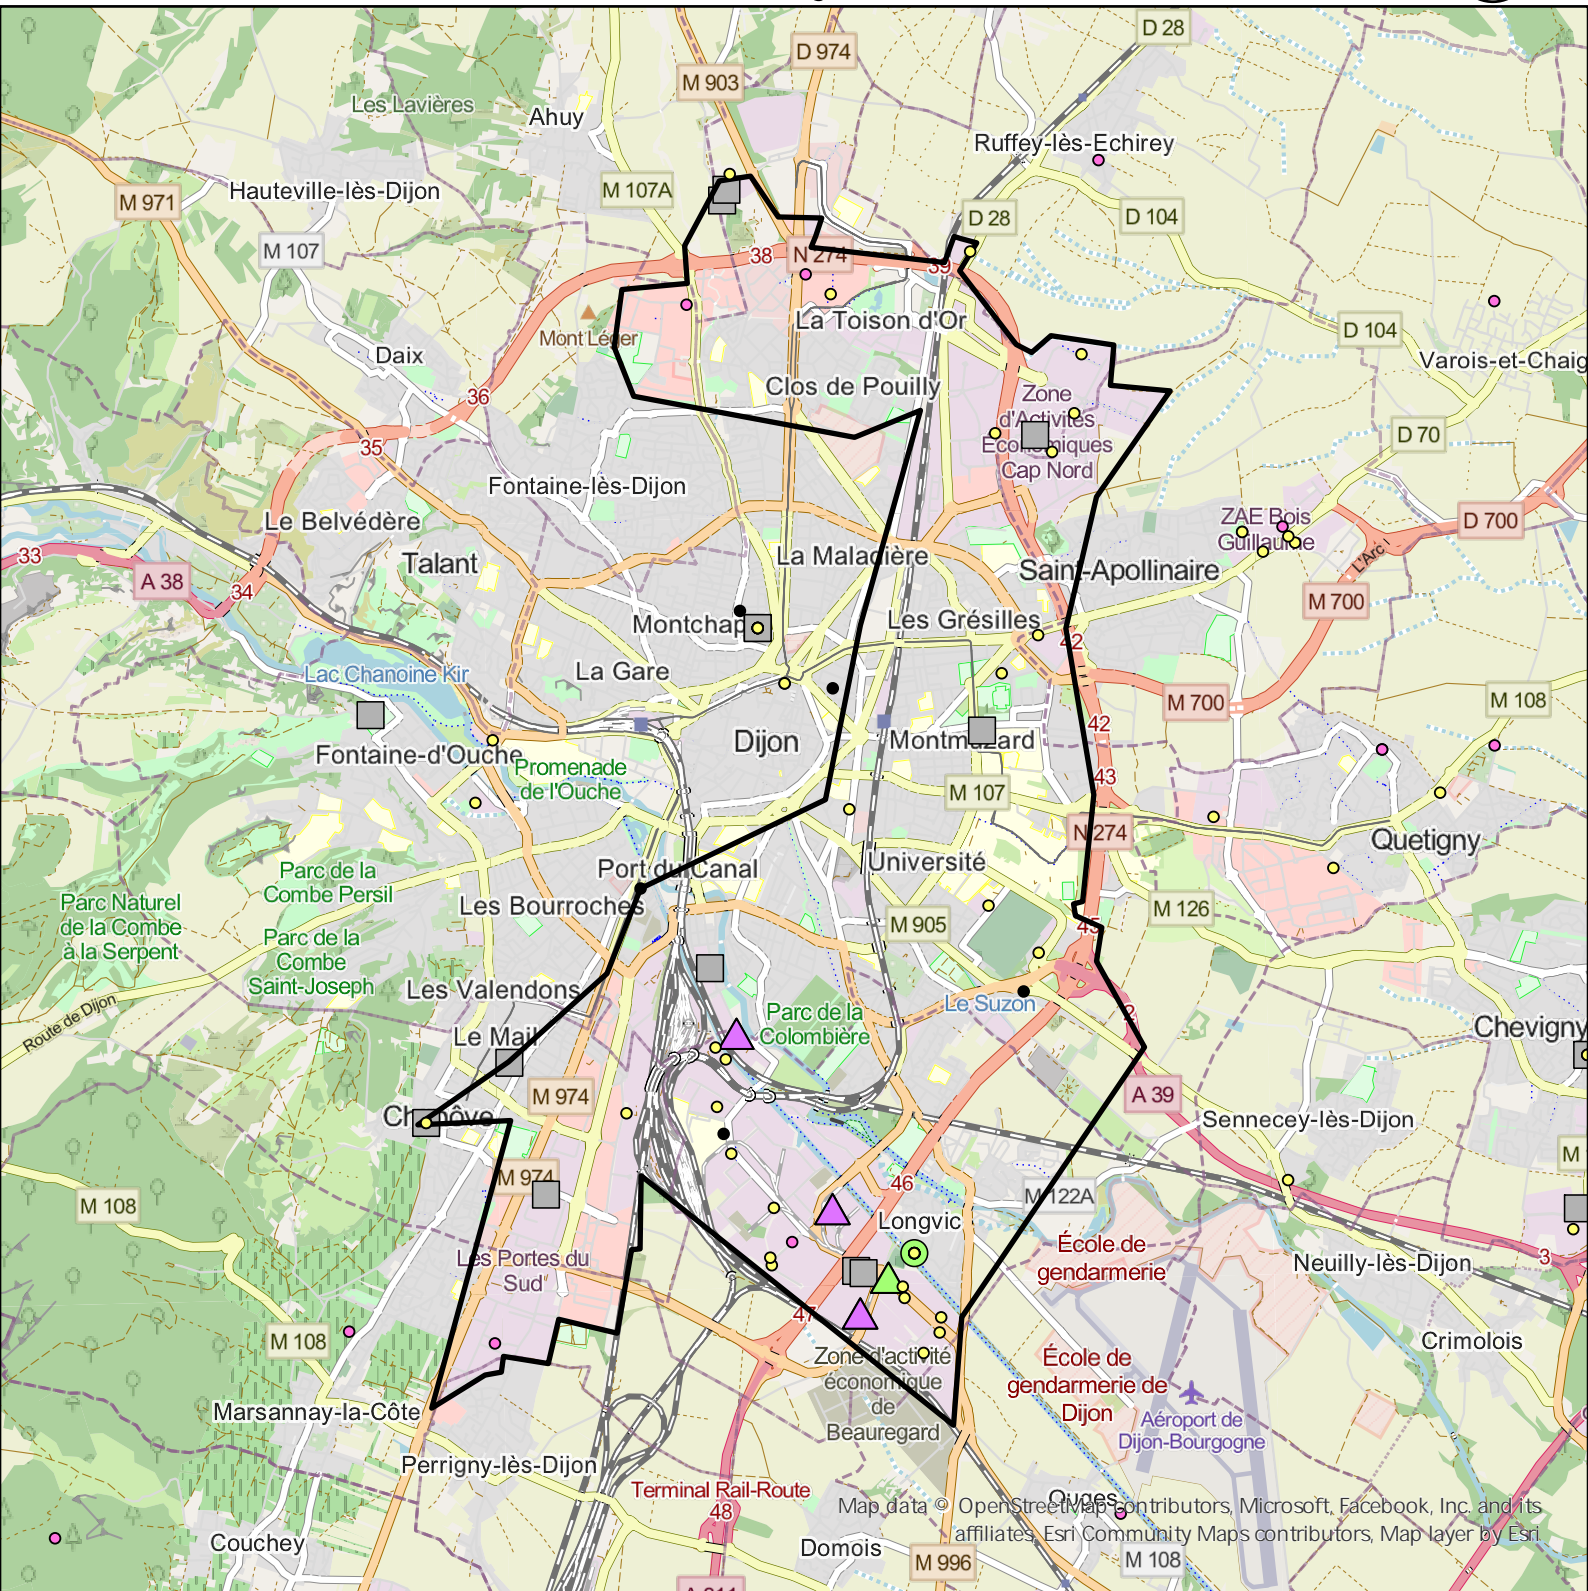 D 28
D 974
M 903
Les Lavières
Ahuy
Ruffey-lès-Echirey
Hauteville-lès-Dijon
M 107A
M 971
D 28
D 104
M 107
38
N 274
39
La Toison d'Or
Mont Léger
D 104
Daix
Varois-et-Chaig
Clos de Pouilly
36
Zone
d'Activités
Économiques
Cap Nord
35
D 70
Fontaine-lès-Dijon
Le Belvédère
ZAE Bois
Guillaume
D 700
33
Talant
La Maladière
Saint-Apollinaire
L'Arc
A 38
34
M 700
Montchap
Les Grésilles
42
La Gare
Lac Chanoine Kir
M 700
M 108
42
Fontaine-d'Ouche
Dijon
Montmuzard
Promenade
de l'Ouche
43
M 107
N 274
Quetigny
Parc de la
Combe Persil
Port du Canal
Université
Parc Naturel
de la Combe
à la Serpent
Les Bourroches
M 905
M 126
45
Parc de la
Combe
Saint-Joseph
Les Valendons
Le Suzon
Route de Dijon
Parc de la
Colombière
Le Mail
Chevigny
M 974
A 39
Chenôve
Sennecey-lès-Dijon
M
M 974
46
M 122A
M 108
Longvic
Les Portes du
Sud
École de
gendarmerie
Neuilly-lès-Dijon
3
47
M 108
Crimolois
Zone d'activité
économique
de
Beauregard
École de
gendarmerie de
Dijon
Marsannay-la-Côte
Aéroport de
Dijon-Bourgogne
Perrigny-lès-Dijon
Terminal Rail-Route
48
Ouges
Map data © OpenStreetMap contributors, Microsoft, Facebook, Inc. and its
affiliates, Esri Community Maps contributors, Map layer by Esri
Couchey
Domois
M 996
M 108
A 311